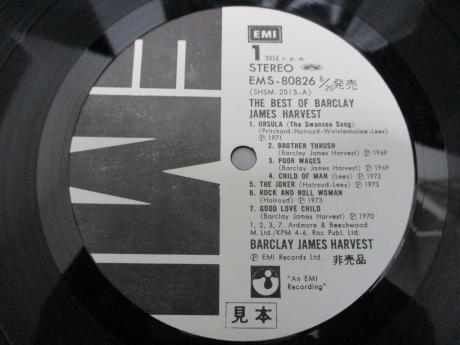 EMI
1 33⅓ r.p.m.
STEREO
EMS-80826 6/20発売
(SHSM. 2013-A)
THE BEST OF BARCLAY
JAMES HARVEST
1. URSULA (The Swansea Song)
(Pritchard-Holroyd-Wolstenholme-Lees)
Ⓟ 1971
2. BROTHER THRUSH
(Barclay James Harvest) Ⓟ 1969
3. POOR WAGES
(Barclay James Harvest) Ⓟ 1969
4. CHILD OF MAN (Lees) Ⓟ 1972
5. THE JOKER (Holroyd-Lees) Ⓟ 1973
6. ROCK AND ROLL WOMAN
(Holroyd) Ⓟ 1973
7. GOOD LOVE CHILD
(Barclay James Harvest) Ⓟ 1970
1, 2, 3, 7. Ardmore & Beechwood
M. Ltd./KPM 4-6. Rac Publ. Ltd.
BARCLAY JAMES HARVEST
Ⓟ EMI Records Ltd. 非売品
"An EMI
Recording"
見本
EMI